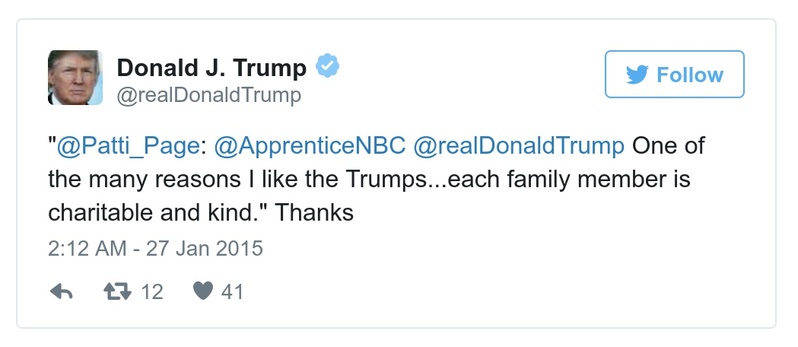 Donald J. Trump
@realDonaldTrump
Follow
"@Patti_Page: @ApprenticeNBC @realDonaldTrump One of
the many reasons I like the Trumps...each family member is
charitable and kind." Thanks
2:12 AM - 27 Jan 2015
12 41